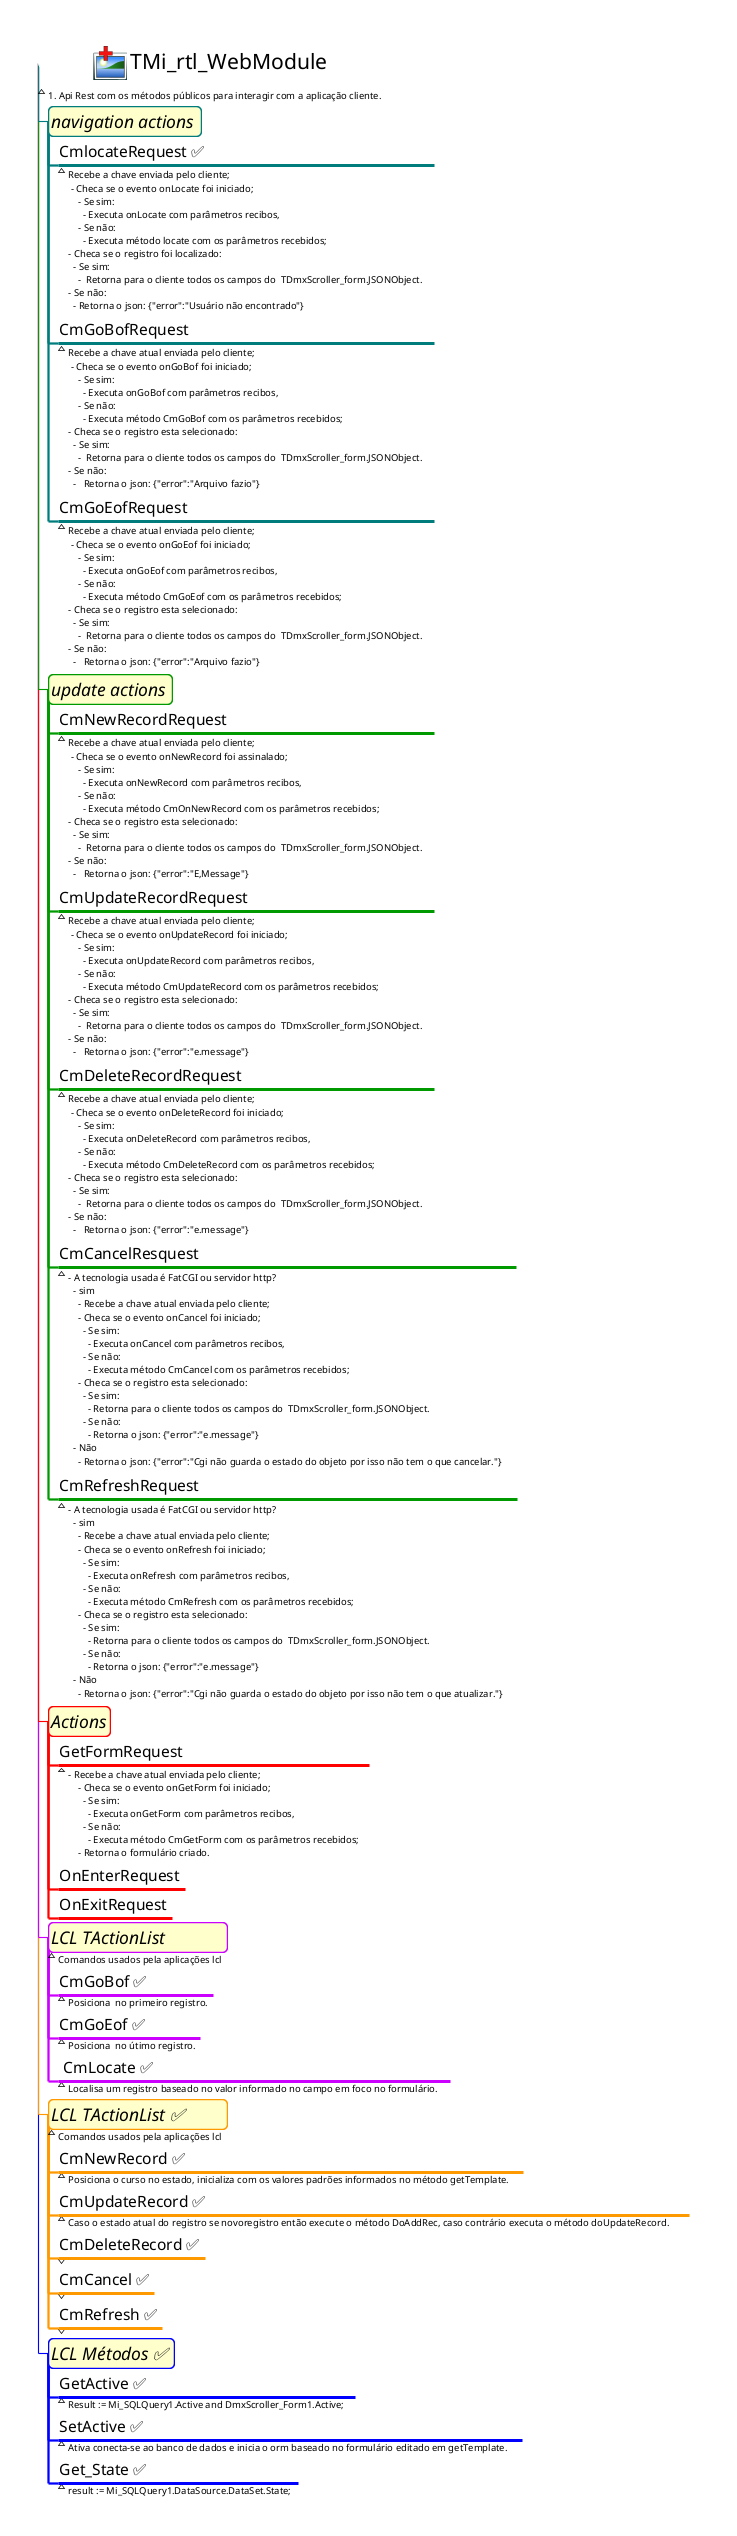 TMi_rtl_WebModule
1. Api Rest com os métodos públicos para interagir com a aplicação cliente.
navigation actions
CmlocateRequest ✅
Recebe a chave enviada pelo cliente;
- Checa se o evento onLocate foi iniciado;
- Se sim:
- Executa onLocate com parâmetros recibos,
- Se não:
- Executa método locate com os parâmetros recebidos;
- Checa se o registro foi localizado:
- Se sim:
- Retorna para o cliente todos os campos do TDmxScroller_form.JSONObject.
- Se não:
- Retorna o json: {"error":"Usuário não encontrado"}
CmGoBofRequest
Recebe a chave atual enviada pelo cliente;
- Checa se o evento onGoBof foi iniciado;
- Se sim:
- Executa onGoBof com parâmetros recibos,
- Se não:
- Executa método CmGoBof com os parâmetros recebidos;
- Checa se o registro esta selecionado:
- Se sim:
- Retorna para o cliente todos os campos do TDmxScroller_form.JSONObject.
- Se não:
- Retorna o json: {"error":"Arquivo fazio"}
CmGoEofRequest
Recebe a chave atual enviada pelo cliente;
- Checa se o evento onGoEof foi iniciado;
- Se sim:
- Executa onGoEof com parâmetros recibos,
- Se não:
- Executa método CmGoEof com os parâmetros recebidos;
- Checa se o registro esta selecionado:
- Se sim:
- Retorna para o cliente todos os campos do TDmxScroller_form.JSONObject.
- Se não:
- Retorna o json: {"error":"Arquivo fazio"}
update actions
CmNewRecordRequest
Recebe a chave atual enviada pelo cliente;
- Checa se o evento onNewRecord foi assinalado;
- Se sim:
- Executa onNewRecord com parâmetros recibos,
- Se não:
- Executa método CmOnNewRecord com os parâmetros recebidos;
- Checa se o registro esta selecionado:
- Se sim:
- Retorna para o cliente todos os campos do TDmxScroller_form.JSONObject.
- Se não:
- Retorna o json: {"error":"E,Message"}
CmUpdateRecordRequest
Recebe a chave atual enviada pelo cliente;
- Checa se o evento onUpdateRecord foi iniciado;
- Se sim:
- Executa onUpdateRecord com parâmetros recibos,
- Se não:
- Executa método CmUpdateRecord com os parâmetros recebidos;
- Checa se o registro esta selecionado:
- Se sim:
- Retorna para o cliente todos os campos do TDmxScroller_form.JSONObject.
- Se não:
- Retorna o json: {"error":"e.message"}
CmDeleteRecordRequest
Recebe a chave atual enviada pelo cliente;
- Checa se o evento onDeleteRecord foi iniciado;
- Se sim:
- Executa onDeleteRecord com parâmetros recibos,
- Se não:
- Executa método CmDeleteRecord com os parâmetros recebidos;
- Checa se o registro esta selecionado:
- Se sim:
- Retorna para o cliente todos os campos do TDmxScroller_form.JSONObject.
- Se não:
- Retorna o json: {"error":"e.message"}
CmCancelResquest
- A tecnologia usada é FatCGI ou servidor http?
- sim
- Recebe a chave atual enviada pelo cliente;
- Checa se o evento onCancel foi iniciado;
- Se sim:
- Executa onCancel com parâmetros recibos,
- Se não:
- Executa método CmCancel com os parâmetros recebidos;
- Checa se o registro esta selecionado:
- Se sim:
- Retorna para o cliente todos os campos do TDmxScroller_form.JSONObject.
- Se não:
- Retorna o json: {"error":"e.message"}
- Não
- Retorna o json: {"error":"Cgi não guarda o estado do objeto por isso não tem o que cancelar."}
CmRefreshRequest
- A tecnologia usada é FatCGI ou servidor http?
- sim
- Recebe a chave atual enviada pelo cliente;
- Checa se o evento onRefresh foi iniciado;
- Se sim:
- Executa onRefresh com parâmetros recibos,
- Se não:
- Executa método CmRefresh com os parâmetros recebidos;
- Checa se o registro esta selecionado:
- Se sim:
- Retorna para o cliente todos os campos do TDmxScroller_form.JSONObject.
- Se não:
- Retorna o json: {"error":"e.message"}
- Não
- Retorna o json: {"error":"Cgi não guarda o estado do objeto por isso não tem o que atualizar."}
Actions
GetFormRequest
- Recebe a chave atual enviada pelo cliente;
- Checa se o evento onGetForm foi iniciado;
- Se sim:
- Executa onGetForm com parâmetros recibos,
- Se não:
- Executa método CmGetForm com os parâmetros recebidos;
- Retorna o formulário criado.
OnEnterRequest
OnExitRequest
LCL TActionList
Comandos usados pela aplicações lcl
CmGoBof ✅
Posiciona no primeiro registro.
CmGoEof ✅
Posiciona no útimo registro.
CmLocate ✅
Localisa um registro baseado no valor informado no campo em foco no formulário.
LCL TActionList ✅
Comandos usados pela aplicações lcl
CmNewRecord ✅
Posiciona o curso no estado, inicializa com os valores padrões informados no método getTemplate.
CmUpdateRecord ✅
Caso o estado atual do registro se novoregistro então execute o método DoAddRec, caso contrário executa o método doUpdateRecord.
CmDeleteRecord ✅
CmCancel ✅
CmRefresh ✅
LCL Métodos ✅
GetActive ✅
Result := Mi_SQLQuery1.Active and DmxScroller_Form1.Active;
SetActive ✅
Ativa conecta-se ao banco de dados e inicia o orm baseado no formulário editado em getTemplate.
Get_State ✅
result := Mi_SQLQuery1.DataSource.DataSet.State;